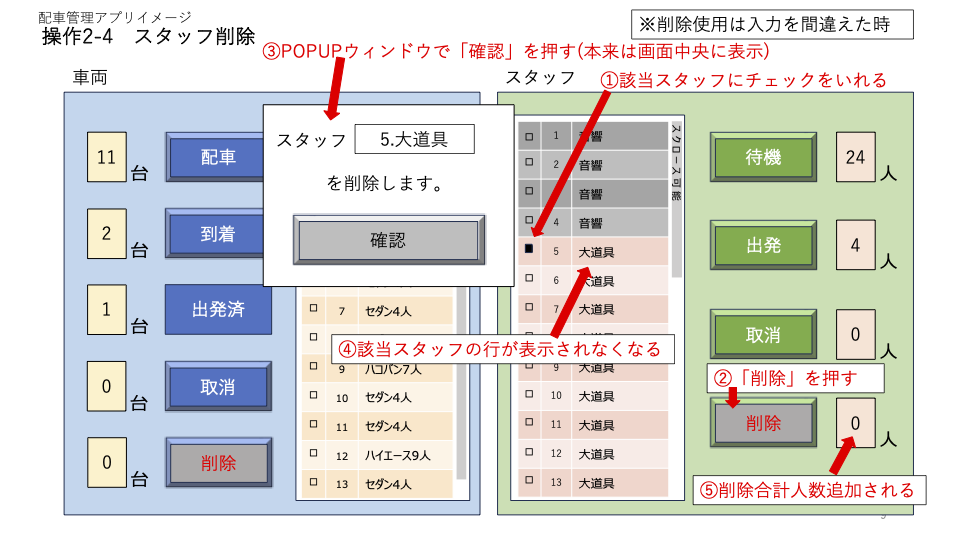 配車管理アプリイメージ
操作2-4　スタッフ削除
※削除使用は入力を間違えた時
③POPUPウィンドウで「確認」を押す(本来は画面中央に表示)
車両
スタッフ
①該当スタッフにチェックをいれる
11 台
配車
2 台
到着
1 台
出発済
0 台
取消
0 台
削除
スタッフ 5.大道具
を削除します。
確認
7 セダン4人
9 ハコバン7人
10 セダン4人
11 セダン4人
12 ハイエース9人
13 セダン4人
1 音響
2 音響
音響
4 音響
5 大道具
6 大道具
7 大道具
9 大道具
10 大道具
11 大道具
12 大道具
13 大道具
スクロース可能
④該当スタッフの行が表示されなくなる
待機
24 人
出発
4 人
取消
0 人
②「削除」を押す
削除
0 人
⑤削除合計人数追加される